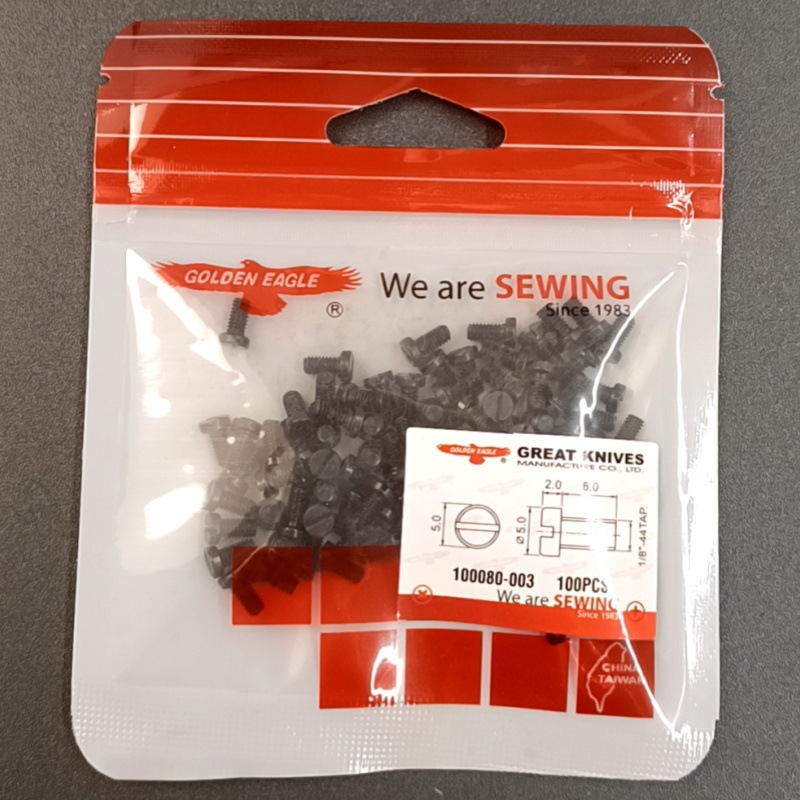 GOLDEN EAGLE
®
We are SEWING
Since 1983
GOLDEN EAGLE
®
GREAT KNIVES
MANUFACTURE CO., LTD.
2.0 6.0
5.0
ø 5.0
1/8"-44TAP.
100080-003 100PCS
We are SEWING
Since 1983
CHINA
TAIWAN